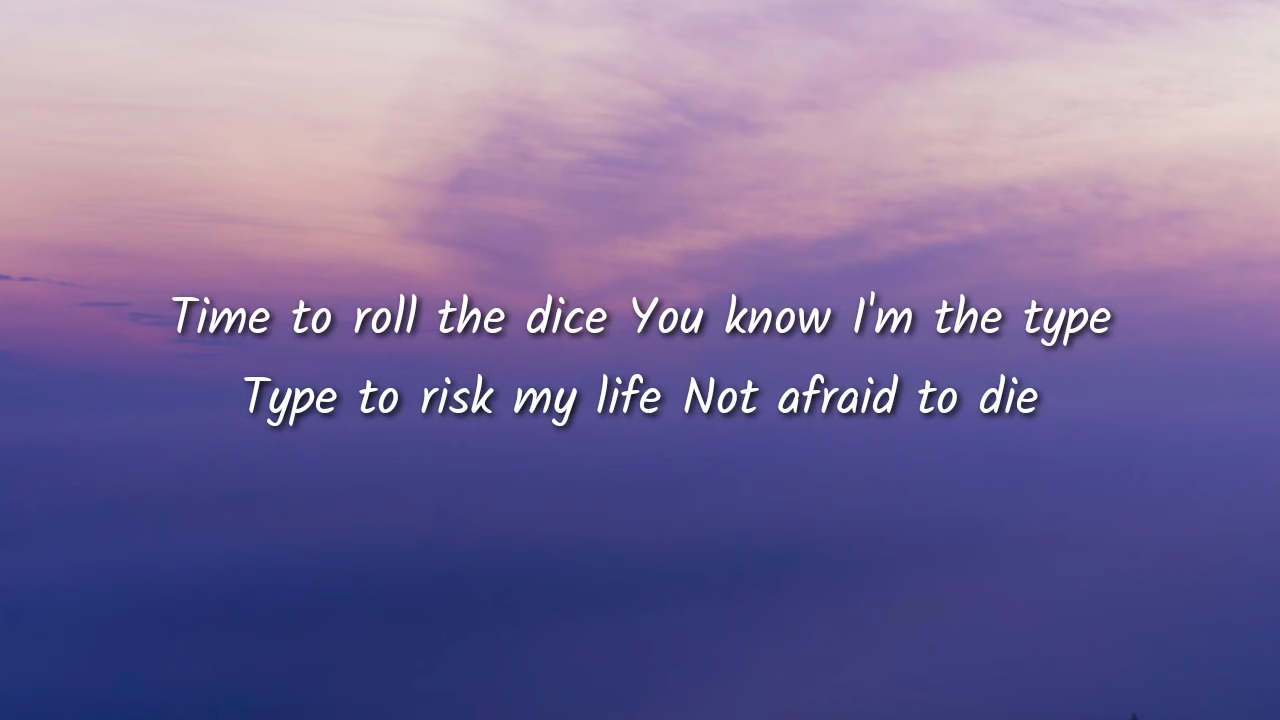 Time to roll the dice You know I'm the type
Type to risk my life Not afraid to die